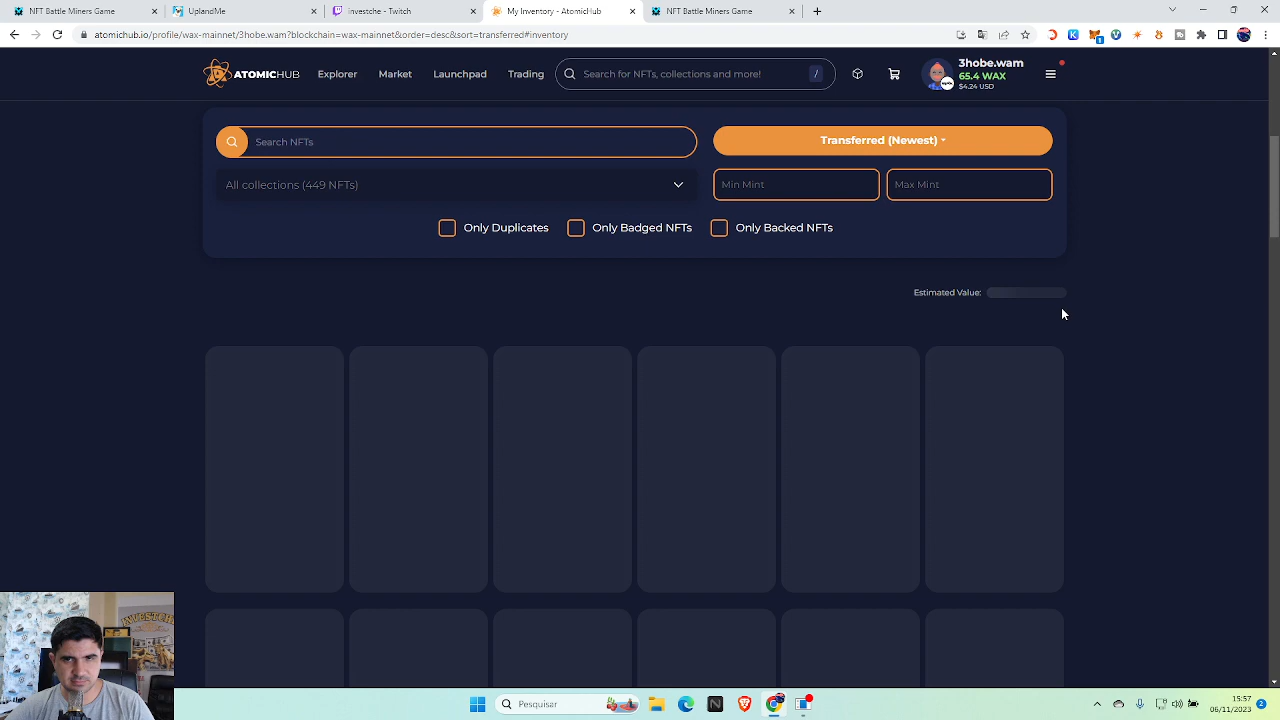 NFT Battle Miners Game
UplandMe
Investche - Twitch
My Inventory - AtomicHub
NFT Battle Miners Game
atomichub.io/profile/wax-mainnet/3hobe.wam?blockchain=wax-mainnet&order=desc&sort=transferred#inventory
ATOMICHUB
Explorer
Market
Launchpad
Trading
Search for NFTs, collections and more!
/
3hobe.wam
65.4 WAX
$4.24 USD
Search NFTs
Transferred (Newest)
All collections (449 NFTs)
Min Mint
Max Mint
Only Duplicates
Only Badged NFTs
Only Backed NFTs
Estimated Value:
Pesquisar
15:57
06/11/2023
2